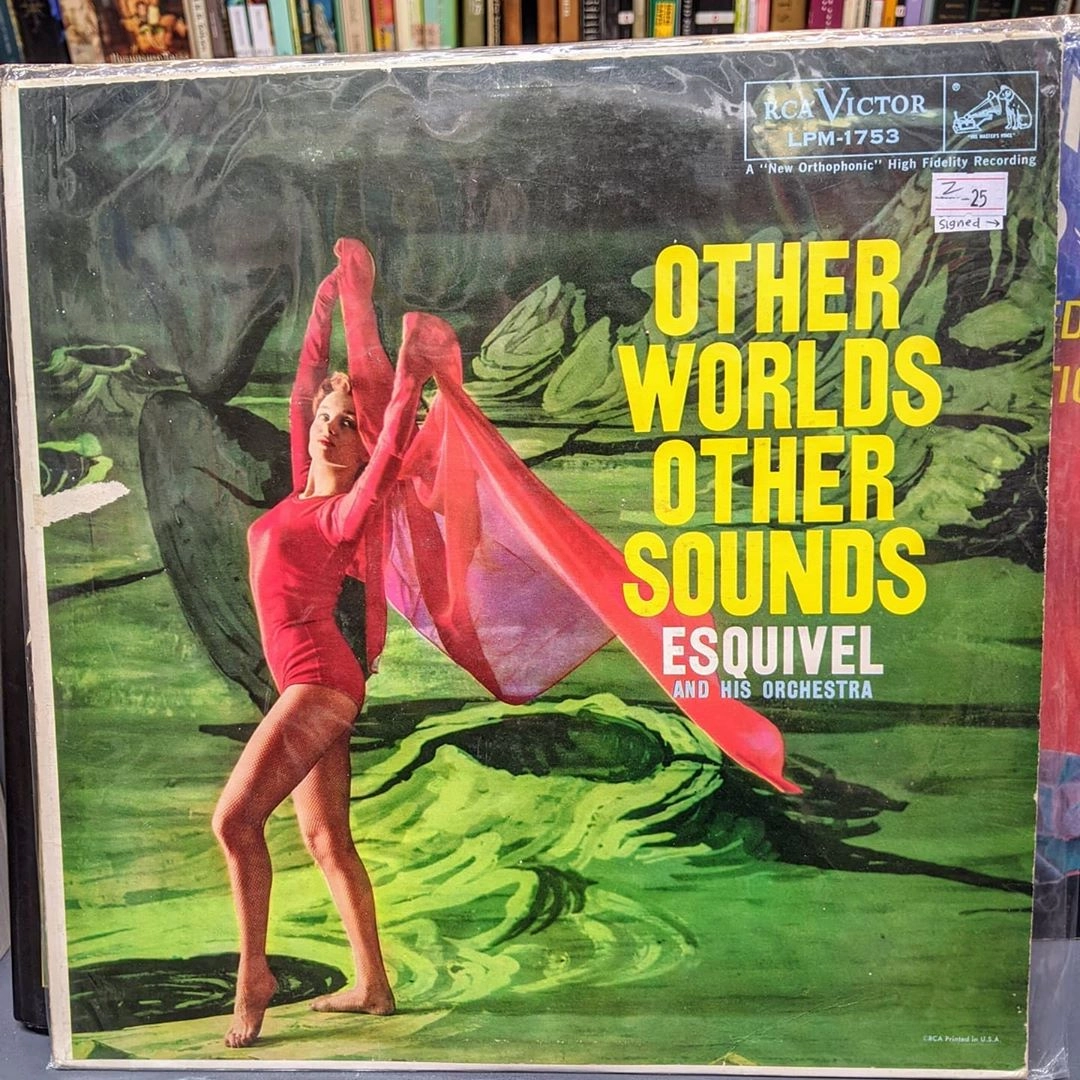 RCA VICTOR
LPM-1753
®
"HIS MASTER'S VOICE"
A "New Orthophonic" High Fidelity Recording
Z -25
signed →
OTHER
WORLDS
OTHER
SOUNDS
ESQUIVEL
AND HIS ORCHESTRA
©RCA Printed in U.S.A.